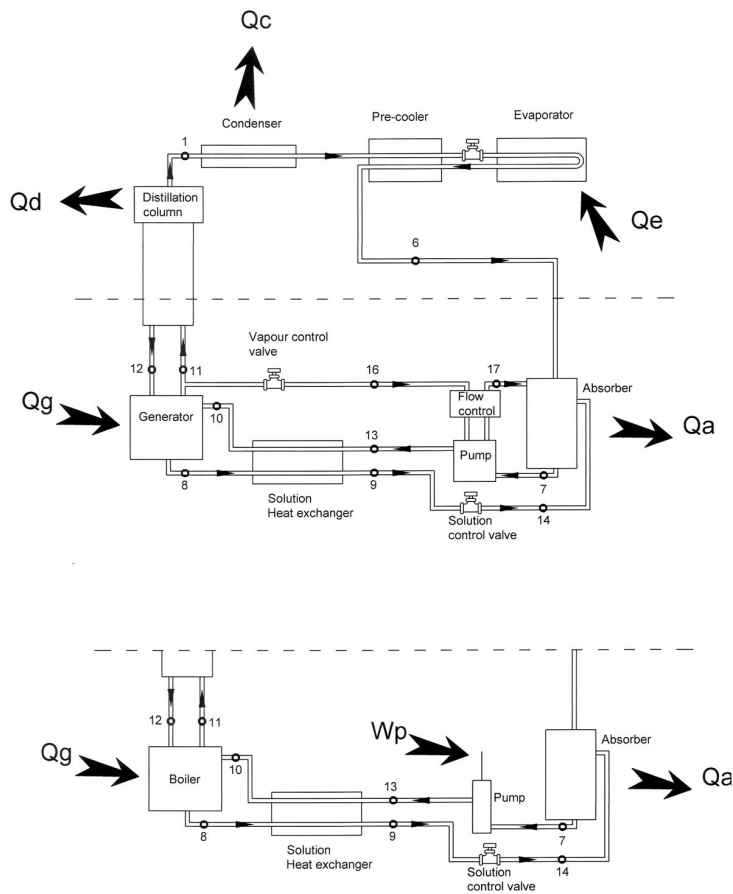 Qc
Condenser
Pre-cooler
Evaporator
1
Qd
Distillation
column
Qe
6
Vapour control
valve
12
11
16
17
Absorber
Qg
Generator
10
Flow
control
Qa
13
Pump
8
9
7
Solution
Heat exchanger
Solution
control valve
14
12
11
Wp
Absorber
Qg
Boiler
10
13
Pump
Qa
8
9
7
Solution
Heat exchanger
Solution
control valve
14